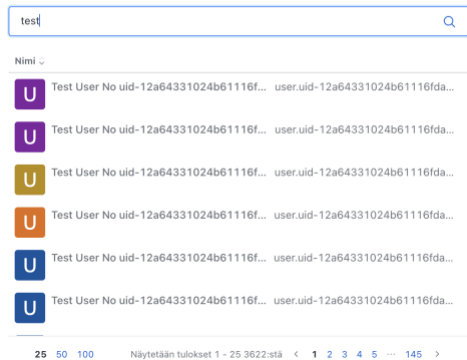 test
Nimi
U Test User No uid-12a64331024b61116f... user.uid-12a64331024b61116fda...
U Test User No uid-12a64331024b61116f... user.uid-12a64331024b61116fda...
U Test User No uid-12a64331024b61116f... user.uid-12a64331024b61116fda...
U Test User No uid-12a64331024b61116f... user.uid-12a64331024b61116fda...
U Test User No uid-12a64331024b61116f... user.uid-12a64331024b61116fda...
U Test User No uid-12a64331024b61116f... user.uid-12a64331024b61116fda...
25 50 100 Näytetään tulokset 1 - 25 3622:stä < 1 2 3 4 5 ··· 145 >